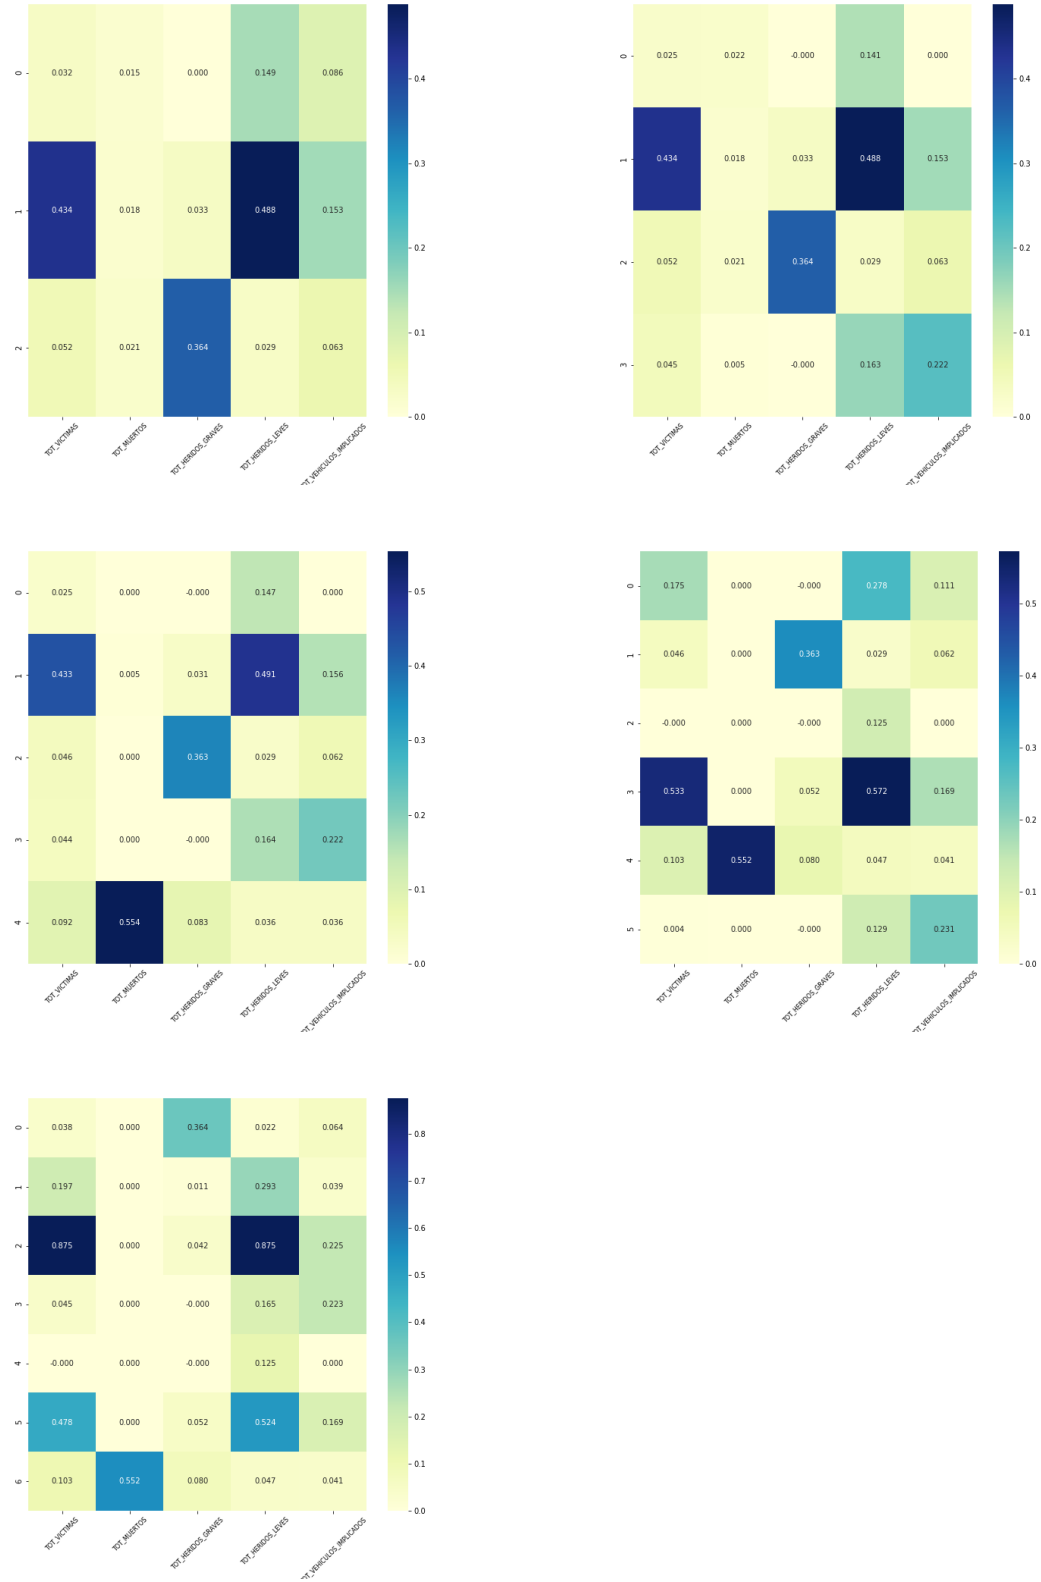 0 0.032 0.015 0.000 0.149 0.086
1 0.434 0.018 0.033 0.488 0.153
2 0.052 0.021 0.364 0.029 0.063
TOT_VICTIMAS TOT_MUERTOS TOT_HERIDOS_GRAVES TOT_HERIDOS_LEVES OT_VEHICULOS_IMPLICADOS
0.4
0.3
0.2
0.1
0.0
0 0.025 0.022 -0.000 0.141 0.000
1 0.434 0.018 0.033 0.488 0.153
2 0.052 0.021 0.364 0.029 0.063
3 0.045 0.005 -0.000 0.163 0.222
TOT_VICTIMAS TOT_MUERTOS TOT_HERIDOS_GRAVES TOT_HERIDOS_LEVES OT_VEHICULOS_IMPLICADOS
0.4
0.3
0.2
0.1
0.0
0 0.025 0.000 -0.000 0.147 0.000
1 0.433 0.005 0.031 0.491 0.156
2 0.046 0.000 0.363 0.029 0.062
3 0.044 0.000 -0.000 0.164 0.222
4 0.092 0.554 0.083 0.036 0.036
TOT_VICTIMAS TOT_MUERTOS TOT_HERIDOS_GRAVES TOT_HERIDOS_LEVES OT_VEHICULOS_IMPLICADOS
0.5
0.4
0.3
0.2
0.1
0.0
0 0.175 0.000 -0.000 0.278 0.111
1 0.046 0.000 0.363 0.029 0.062
2 -0.000 0.000 -0.000 0.125 0.000
3 0.533 0.000 0.052 0.572 0.169
4 0.103 0.552 0.080 0.047 0.041
5 0.004 0.000 -0.000 0.129 0.231
TOT_VICTIMAS TOT_MUERTOS TOT_HERIDOS_GRAVES TOT_HERIDOS_LEVES OT_VEHICULOS_IMPLICADOS
0.5
0.4
0.3
0.2
0.1
0.0
0 0.038 0.000 0.364 0.022 0.064
1 0.197 0.000 0.011 0.293 0.039
2 0.875 0.000 0.042 0.875 0.225
3 0.045 0.000 -0.000 0.165 0.223
4 -0.000 0.000 -0.000 0.125 0.000
5 0.478 0.000 0.052 0.524 0.169
6 0.103 0.552 0.080 0.047 0.041
TOT_VICTIMAS TOT_MUERTOS TOT_HERIDOS_GRAVES TOT_HERIDOS_LEVES OT_VEHICULOS_IMPLICADOS
0.8
0.7
0.6
0.5
0.4
0.3
0.2
0.1
0.0